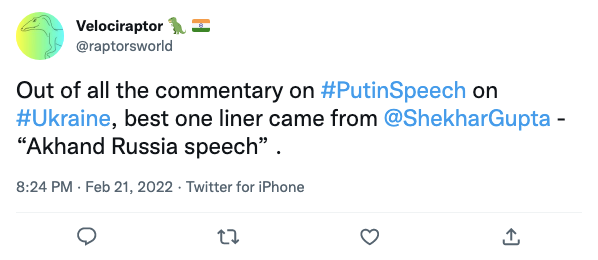 Velociraptor 🦖 🇮🇳
@raptorsworld
Out of all the commentary on #PutinSpeech on
#Ukraine, best one liner came from @ShekharGupta -
“Akhand Russia speech” .
8:24 PM · Feb 21, 2022 · Twitter for iPhone